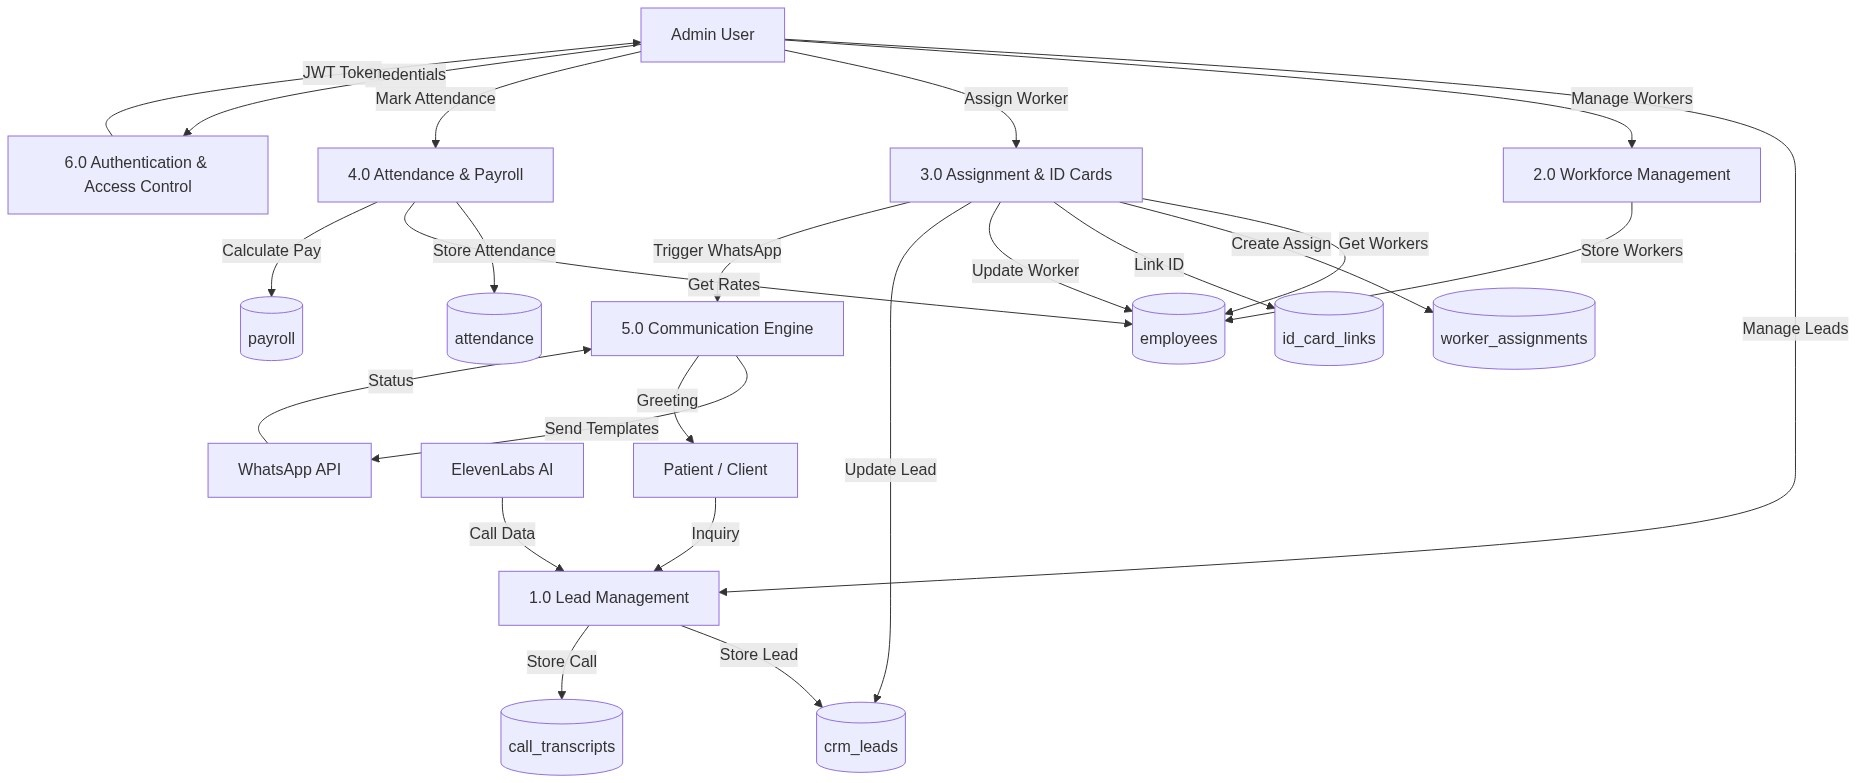 Admin User
JWT Token
edentials
Mark Attendance
Assign Worker
Manage Workers
6.0 Authentication &
Access Control
4.0 Attendance & Payroll
3.0 Assignment & ID Cards
2.0 Workforce Management
Calculate Pay
Store Attendance
Trigger WhatsApp
Update Worker
Link ID
Create Assign
Get Workers
Store Workers
Get Rates
payroll
attendance
5.0 Communication Engine
employees
id_card_links
worker_assignments
Manage Leads
Status
Greeting
Send Templates
WhatsApp API
ElevenLabs AI
Patient / Client
Update Lead
Call Data
Inquiry
1.0 Lead Management
Store Call
Store Lead
call_transcripts
crm_leads